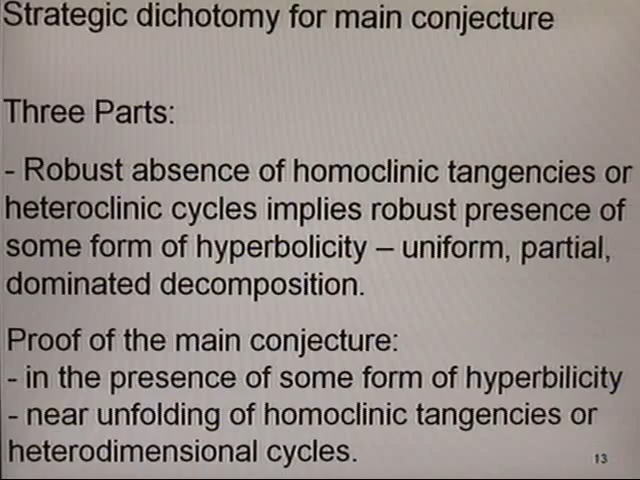 Strategic dichotomy for main conjecture
Three Parts:
- Robust absence of homoclinic tangencies or
heteroclinic cycles implies robust presence of
some form of hyperbolicity – uniform, partial,
dominated decomposition.
Proof of the main conjecture:
- in the presence of some form of hyperbilicity
- near unfolding of homoclinic tangencies or
heterodimensional cycles.
13